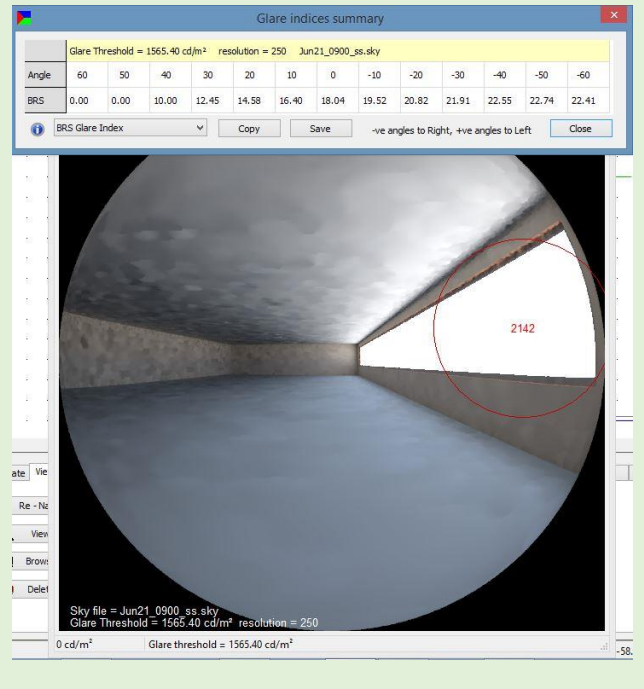 Glare indices summary
Glare Threshold = 1565.40 cd/m² resolution = 250 Jun21_0900_ss.sky
Angle 60 50 40 30 20 10 0 -10 -20 -30 -40 -50 -60
BRS 0.00 0.00 10.00 12.45 14.58 16.40 18.04 19.52 20.82 21.91 22.55 22.74 22.41
BRS Glare Index Copy Save -ve angles to Right, +ve angles to Left Close
2142
ate Vie
Re - Na
View
Brows
Delet
Sky file = Jun21_0900_ss.sky
Glare Threshold = 1565.40 cd/m² resolution = 250
0 cd/m² Glare threshold = 1565.40 cd/m² -58.